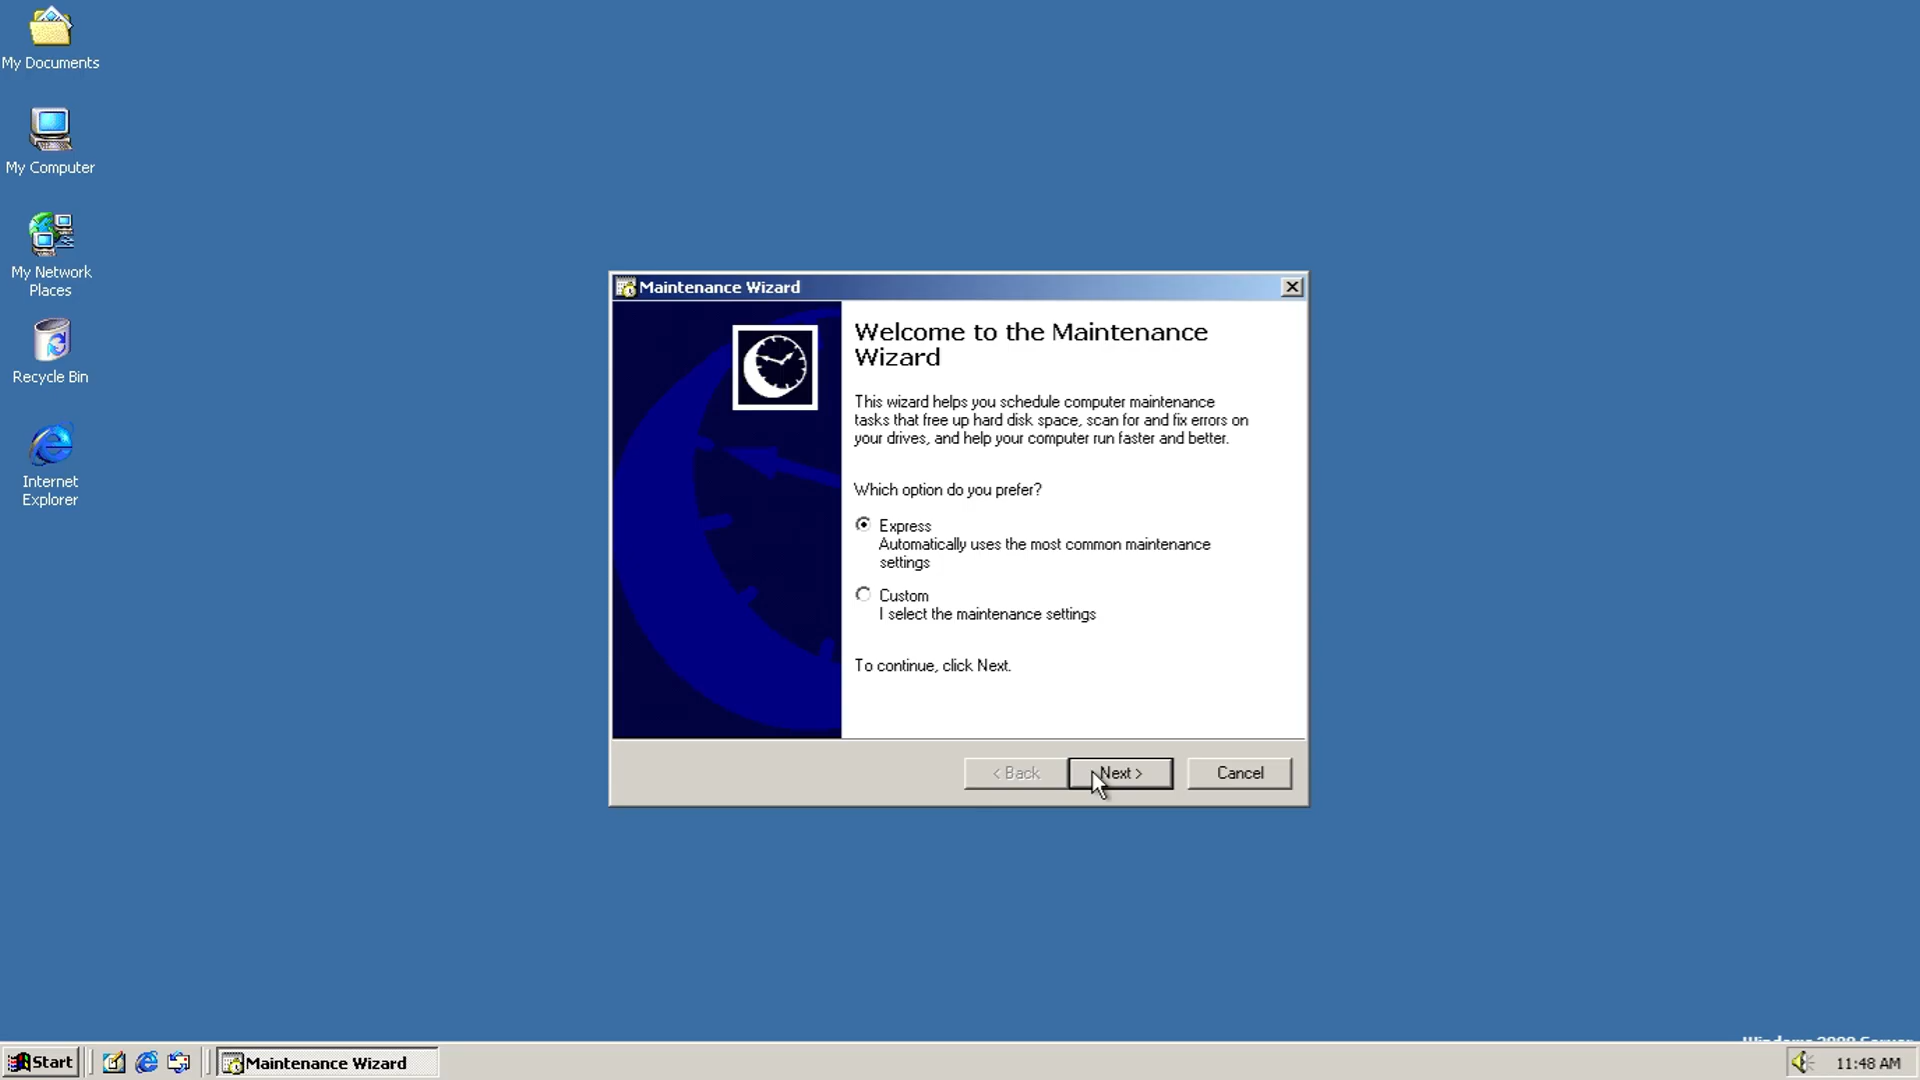 My Documents
My Computer
My Network
Places
Recycle Bin
Internet
Explorer
Maintenance Wizard
Welcome to the Maintenance
Wizard
This wizard helps you schedule computer maintenance
tasks that free up hard disk space, scan for and fix errors on
your drives, and help your computer run faster and better.
Which option do you prefer?
Express
Automatically uses the most common maintenance
settings
Custom
I select the maintenance settings
To continue, click Next.
< Back
Next >
Cancel
Start
Maintenance Wizard
11:48 AM